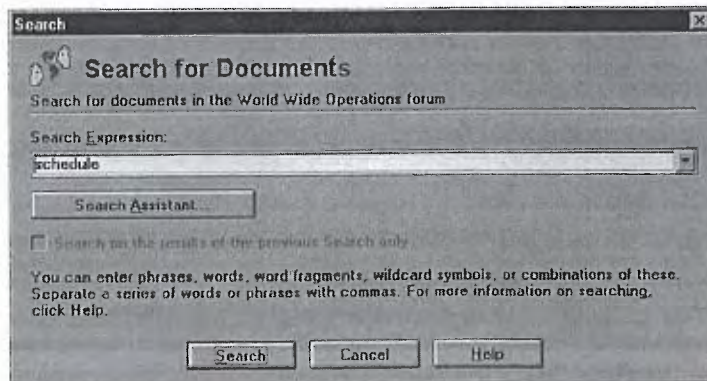 Search
Search for Documents
Search for documents in the World Wide Operations forum
Search Expression:
schedule
Search Assistant...
Search on the results of the previous Search only
You can enter phrases, words, word fragments, wildcard symbols, or combinations of these.
Separate a series of words or phrases with commas. For more information on searching,
click Help.
Search Cancel Help